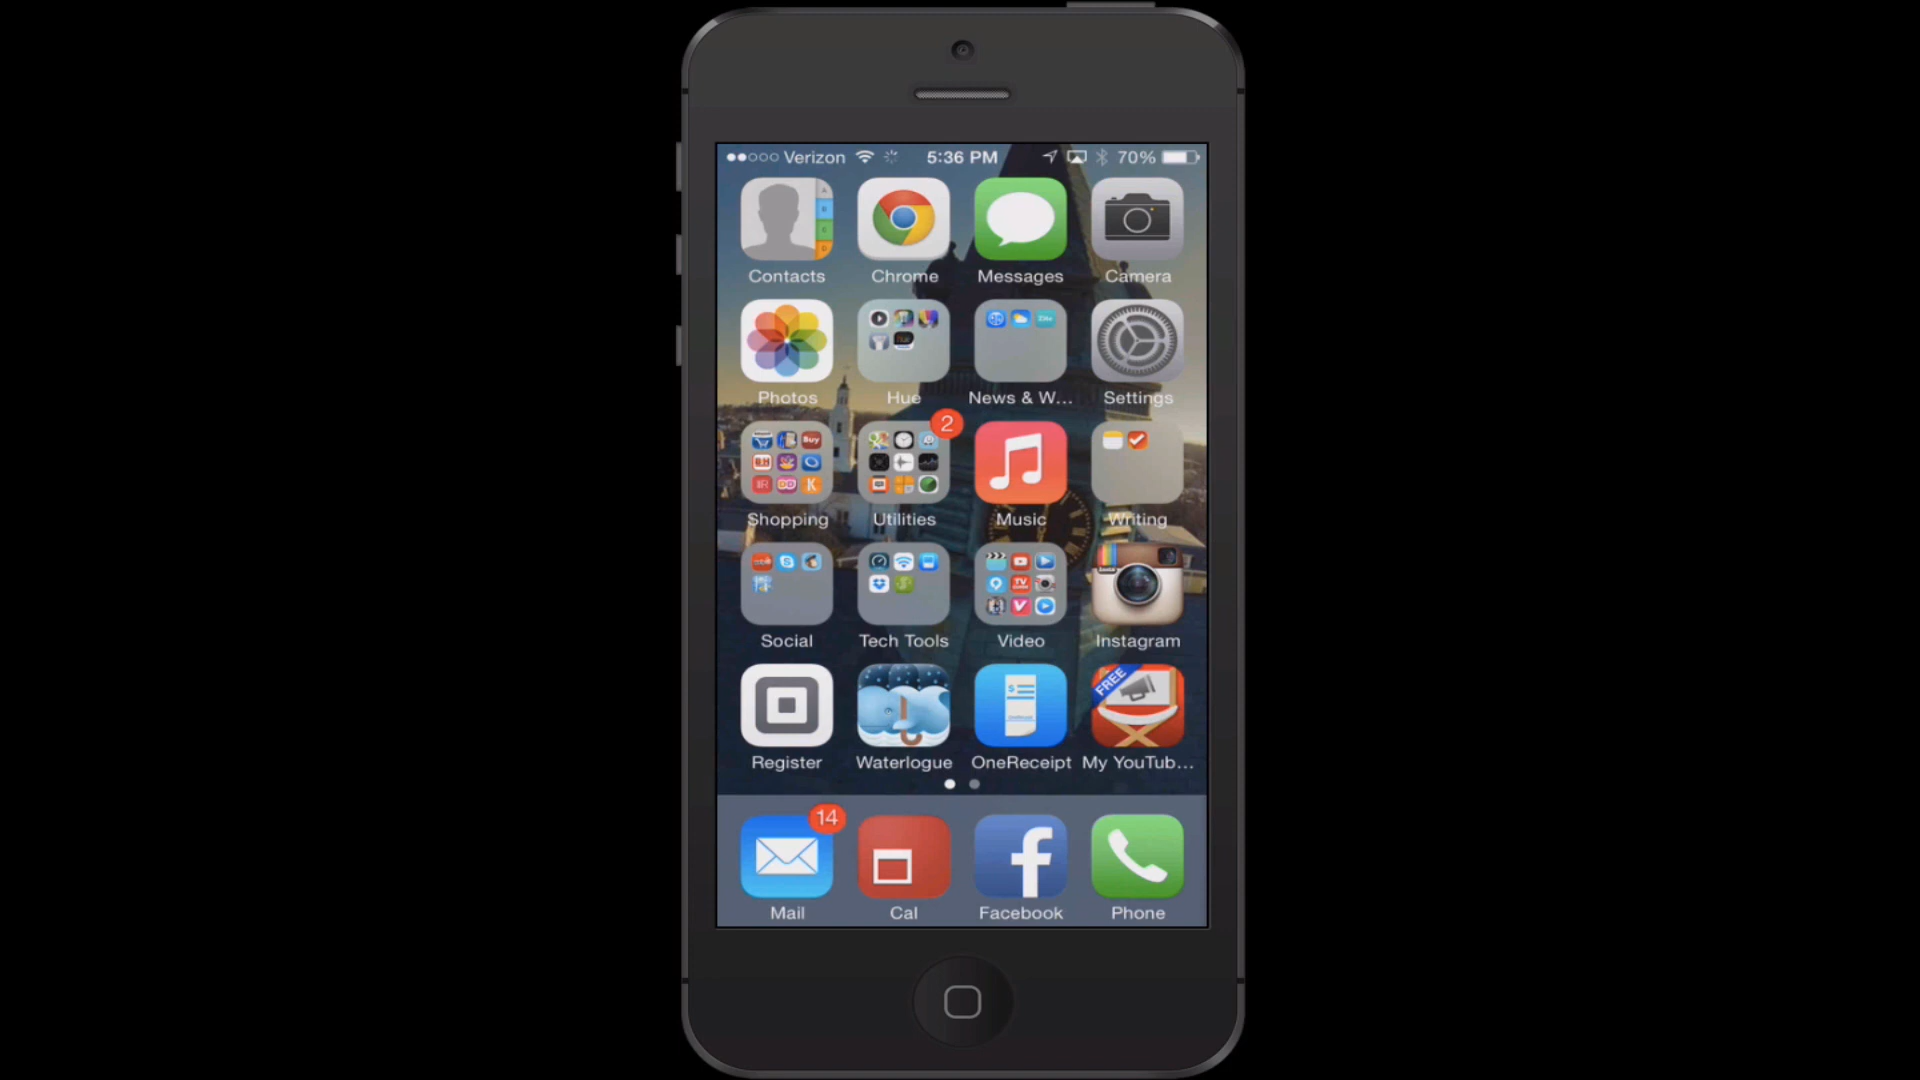 Verizon 5:36 PM 70%
Contacts Chrome Messages Camera
Photos Hue News & W... Settings
2
Shopping Utilities Music Writing
Social Tech Tools Video Instagram
FREE
Register Waterlogue OneReceipt My YouTub...
14
Mail Cal Facebook Phone